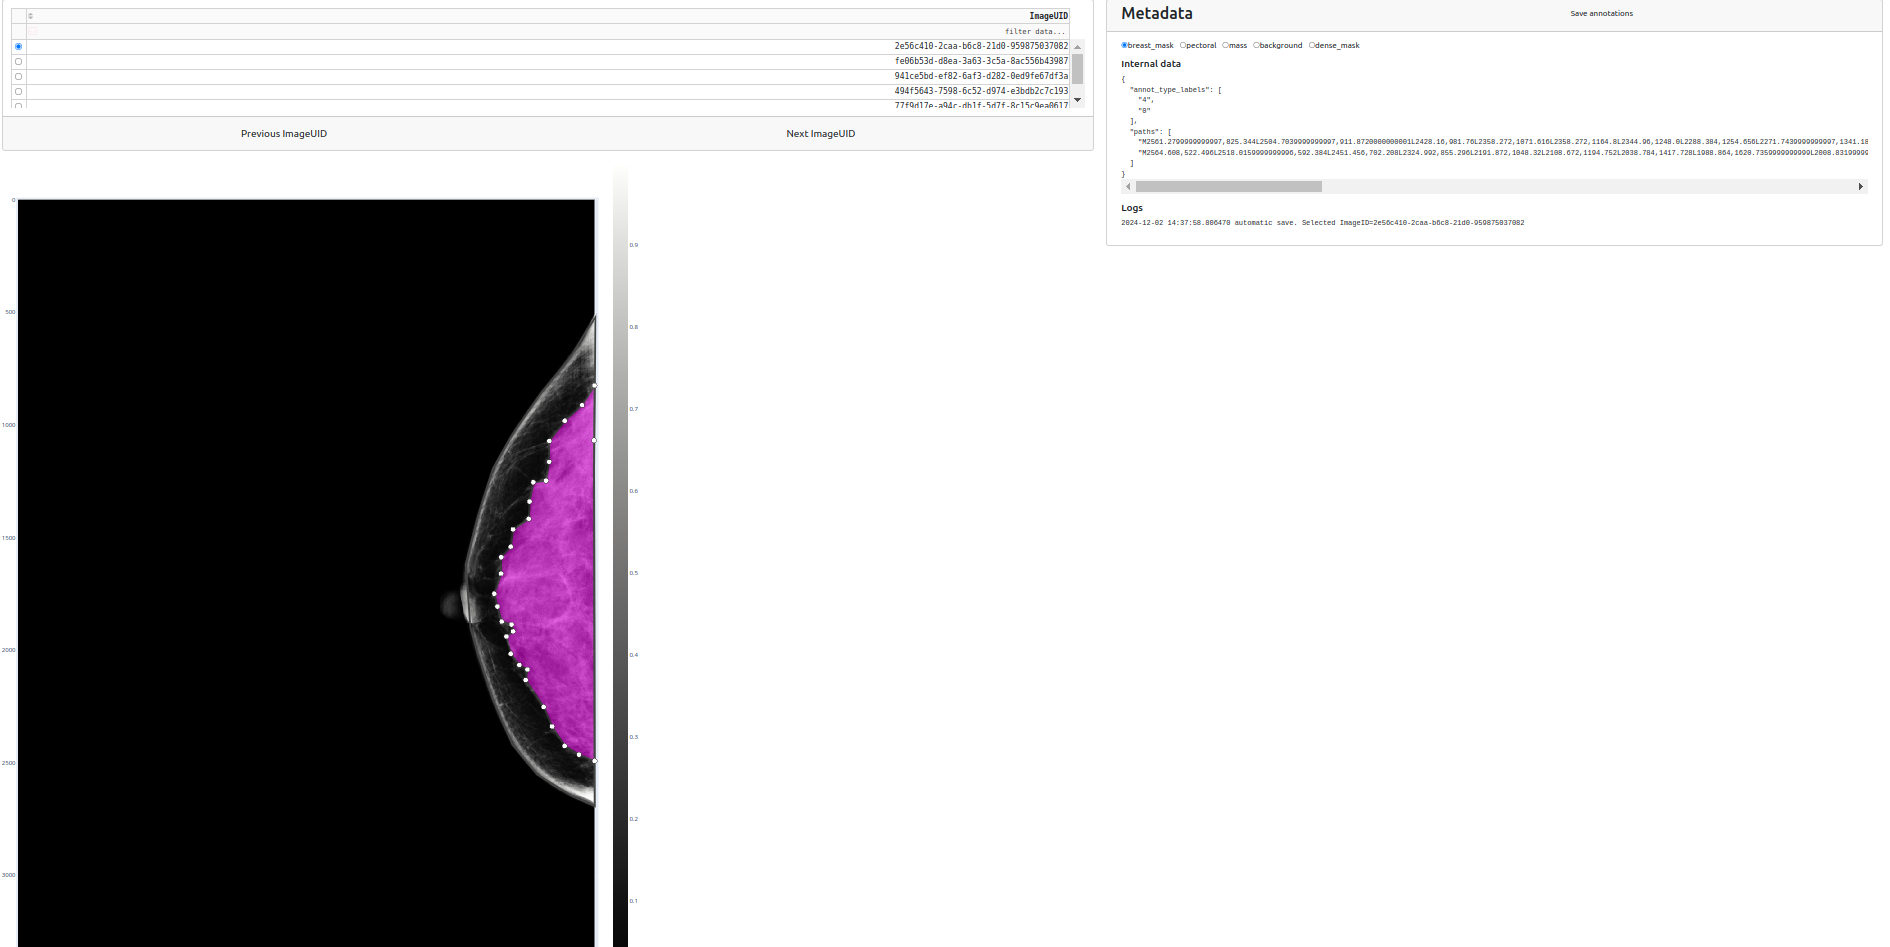 ImageUID
filter data...
2e56c410-2caa-b6c8-21d0-959875037082
fe06b53d-d8ea-3a63-3c5a-8ac556b43987
941ce5bd-ef82-6af3-d282-0ed9fe67df3a
494f5643-7598-6c52-d974-e3bdb2c7c193
77f9d17e-a94c-db1f-5d7f-8c15c9ea0617
Previous ImageUID
Next ImageUID
0
500
1000
1500
2000
2500
3000
0.9
0.8
0.7
0.6
0.5
0.4
0.3
0.2
0.1
Metadata
Save annotations
breast_mask pectoral mass background dense_mask
Internal data
{
"annot_type_labels": [
"4",
"0"
],
"paths": [
"M2561.2799999999997,825.344L2504.7039999999997,911.8720000000001L2428.16,981.76L2358.272,1071.616L2358.272,1164.8L2344.96,1248.0L2288.384,1254.656L2271.7439999999997,1341.18
"M2564.608,522.496L2518.0159999999996,592.384L2451.456,702.208L2324.992,855.296L2191.872,1048.32L2108.672,1194.752L2038.784,1417.728L1988.864,1620.7359999999999L2008.8319999
]
}
Logs
2024-12-02 14:37:58.806470 automatic save. Selected ImageID=2e56c410-2caa-b6c8-21d0-959875037082